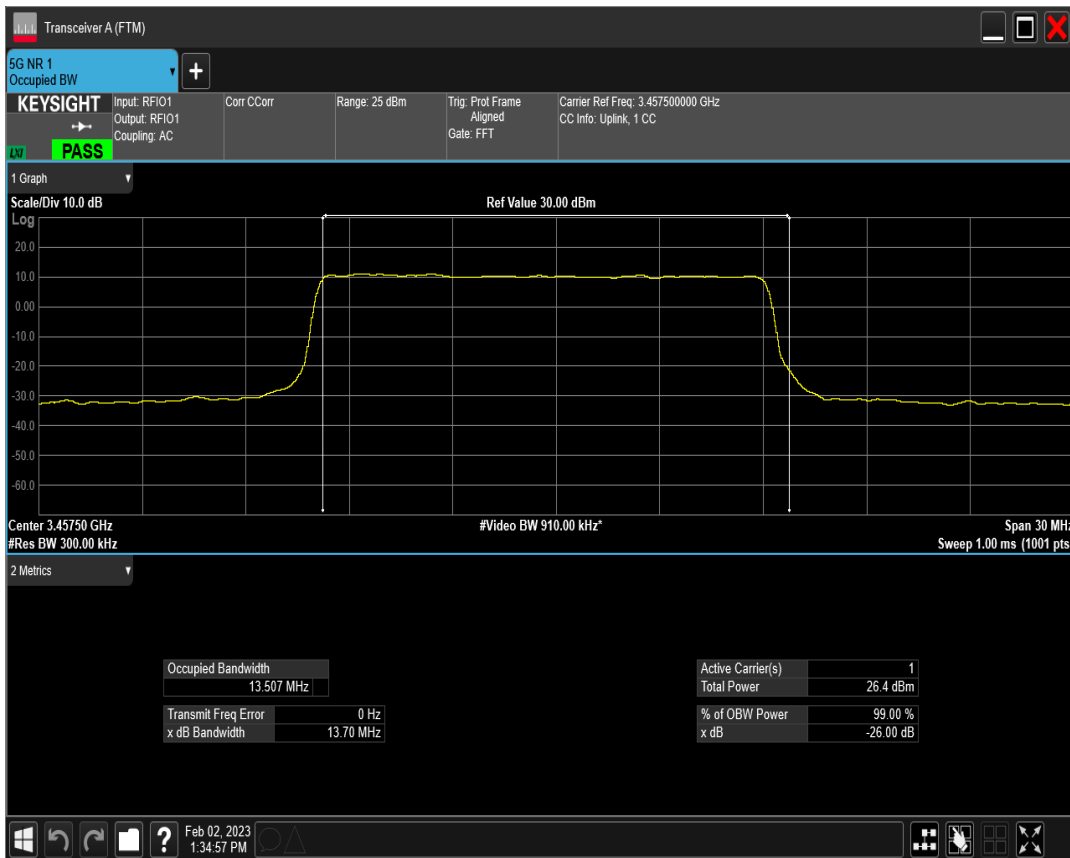 Transceiver A (FTM)
5G NR 1
Occupied BW
+
KEYSIGHT
LXI
PASS
Input: RFIO1
Output: RFIO1
Coupling: AC
Corr CCorr
Range: 25 dBm
Trig: Prot Frame
Aligned
Gate: FFT
Carrier Ref Freq: 3.457500000 GHz
CC Info: Uplink, 1 CC
1 Graph
Scale/Div 10.0 dB
Ref Value 30.00 dBm
Log
20.0
10.0
0.00
-10.0
-20.0
-30.0
-40.0
-50.0
-60.0
Center 3.45750 GHz
#Video BW 910.00 kHz*
Span 30 MHz
#Res BW 300.00 kHz
Sweep 1.00 ms (1001 pts
2 Metrics
Occupied Bandwidth
13.507 MHz
Transmit Freq Error 0 Hz
x dB Bandwidth 13.70 MHz
Active Carrier(s) 1
Total Power 26.4 dBm
% of OBW Power 99.00 %
x dB -26.00 dB
?
Feb 02, 2023
1:34:57 PM